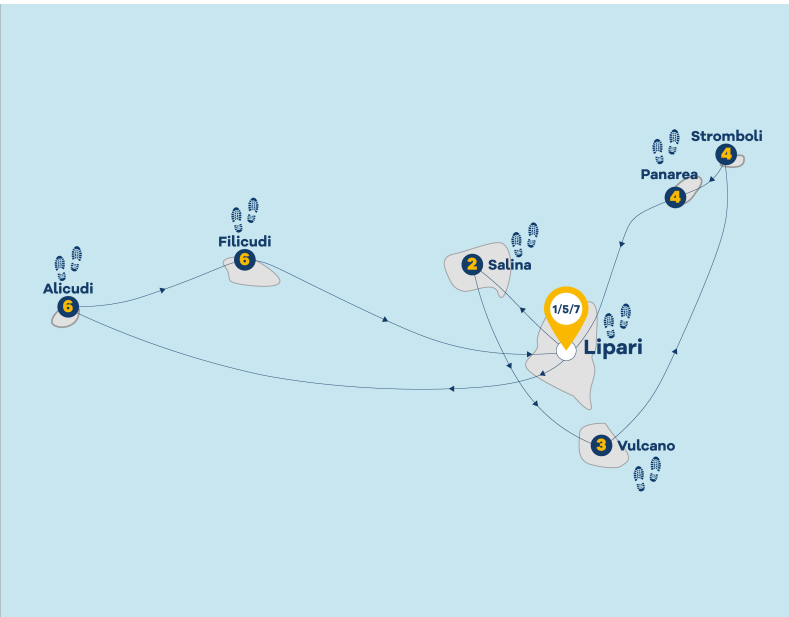 Stromboli
4
Panarea
4
Filicudi
6
Salina
2
Alicudi
6
1/5/7
Lipari
3
Vulcano